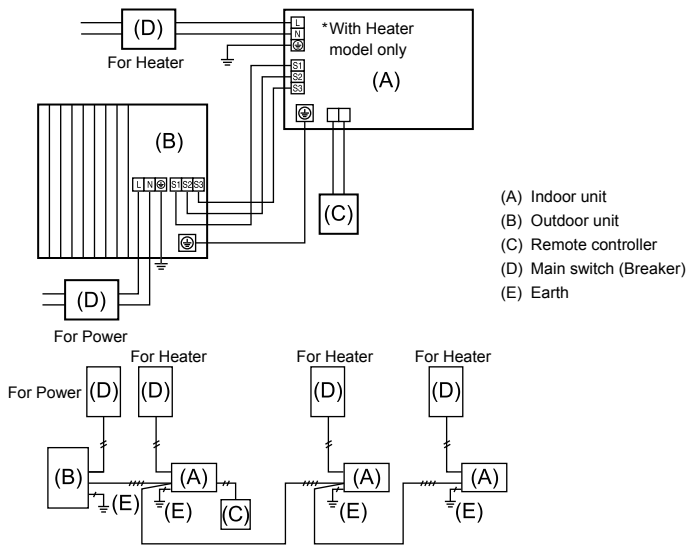 (D)
For Heater
L
N
*With Heater
model only
(A)
S1
S2
S3
(B)
L N S1 S2 S3
(C)
(D)
For Power
(A) Indoor unit
(B) Outdoor unit
(C) Remote controller
(D) Main switch (Breaker)
(E) Earth
For Heater For Heater For Heater
For Power (D) (D) (D) (D)
(B) (A) (A) (A)
(E) (E) (C) (E) (E)